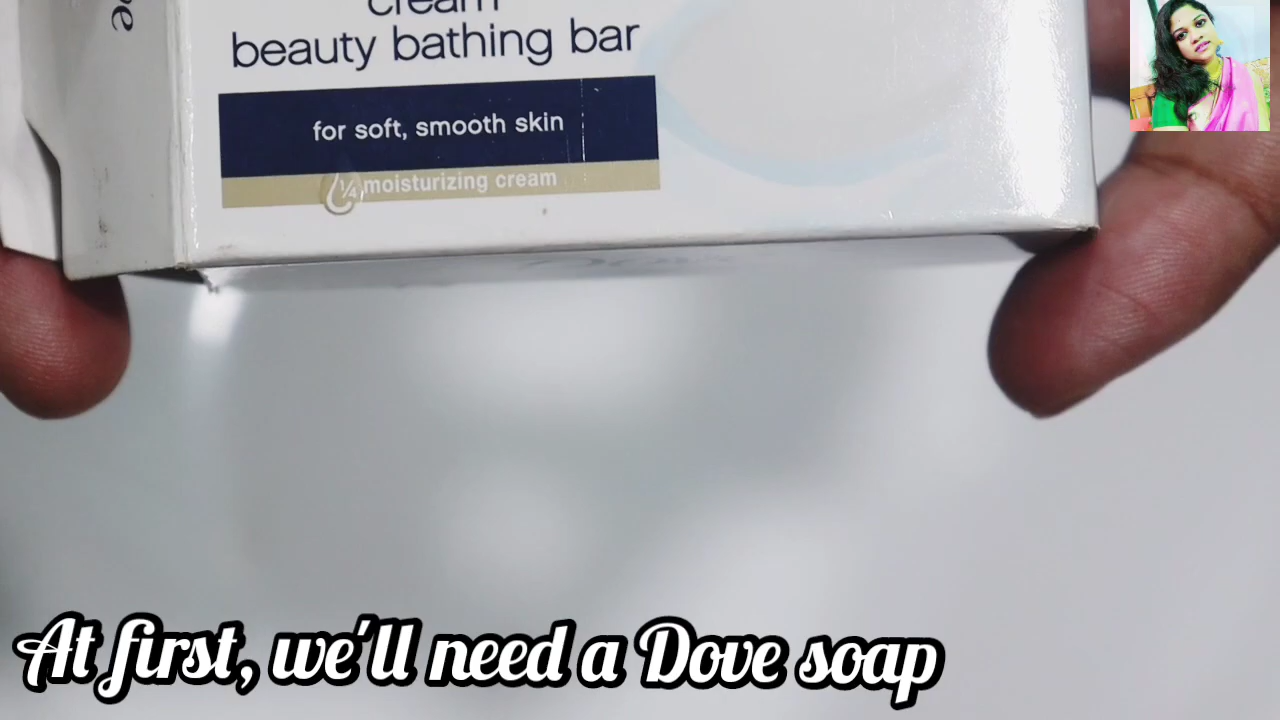 cream
beauty bathing bar
for soft, smooth skin
1/4 moisturizing cream
At first, we'll need a Dove soap